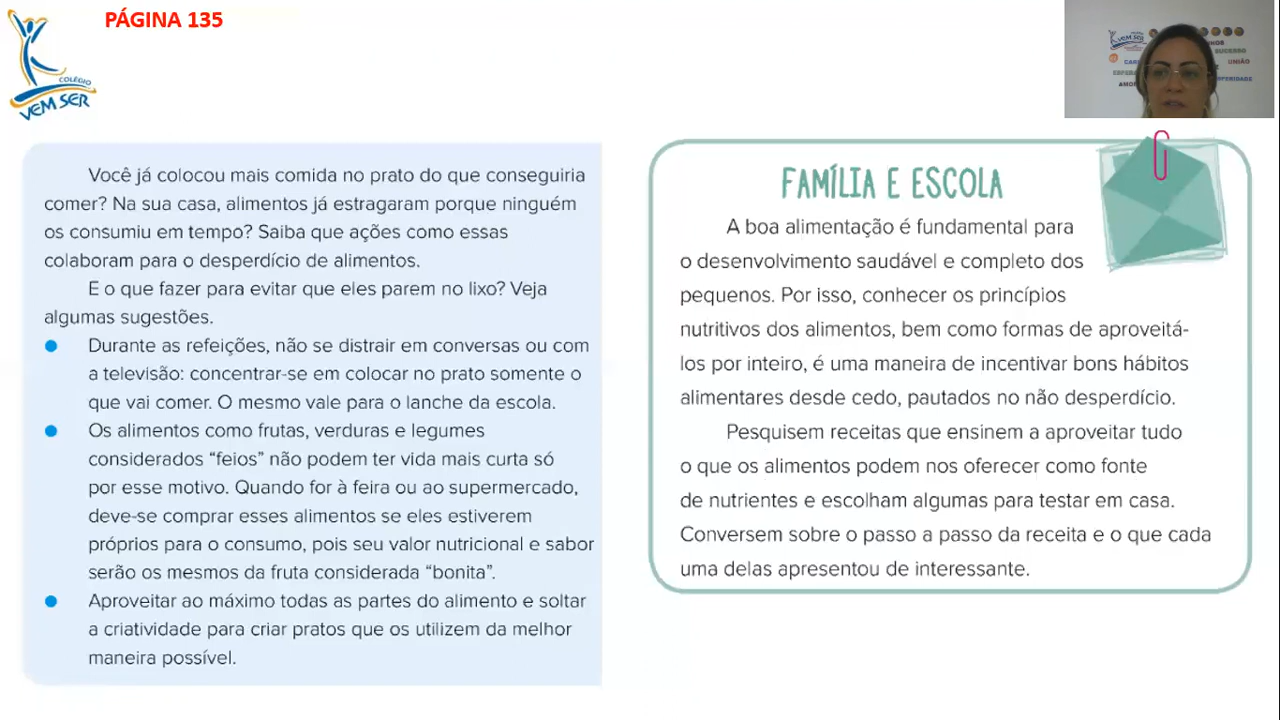 PÁGINA 135
COLÉGIO
VEM SER
VEM SER
SUCESSO
UNIÃO
Você já colocou mais comida no prato do que conseguiria
comer? Na sua casa, alimentos já estragaram porque ninguém
os consumiu em tempo? Saiba que ações como essas
colaboram para o desperdício de alimentos.
E o que fazer para evitar que eles parem no lixo? Veja
algumas sugestões.
Durante as refeições, não se distrair em conversas ou com
a televisão: concentrar-se em colocar no prato somente o
que vai comer. O mesmo vale para o lanche da escola.
Os alimentos como frutas, verduras e legumes
considerados “feios” não podem ter vida mais curta só
por esse motivo. Quando for à feira ou ao supermercado,
deve-se comprar esses alimentos se eles estiverem
próprios para o consumo, pois seu valor nutricional e sabor
serão os mesmos da fruta considerada “bonita”.
Aproveitar ao máximo todas as partes do alimento e soltar
a criatividade para criar pratos que os utilizem da melhor
maneira possível.
FAMÍLIA E ESCOLA
A boa alimentação é fundamental para
o desenvolvimento saudável e completo dos
pequenos. Por isso, conhecer os princípios
nutritivos dos alimentos, bem como formas de aproveitá-
los por inteiro, é uma maneira de incentivar bons hábitos
alimentares desde cedo, pautados no não desperdício.
Pesquisem receitas que ensinem a aproveitar tudo
o que os alimentos podem nos oferecer como fonte
de nutrientes e escolham algumas para testar em casa.
Conversem sobre o passo a passo da receita e o que cada
uma delas apresentou de interessante.